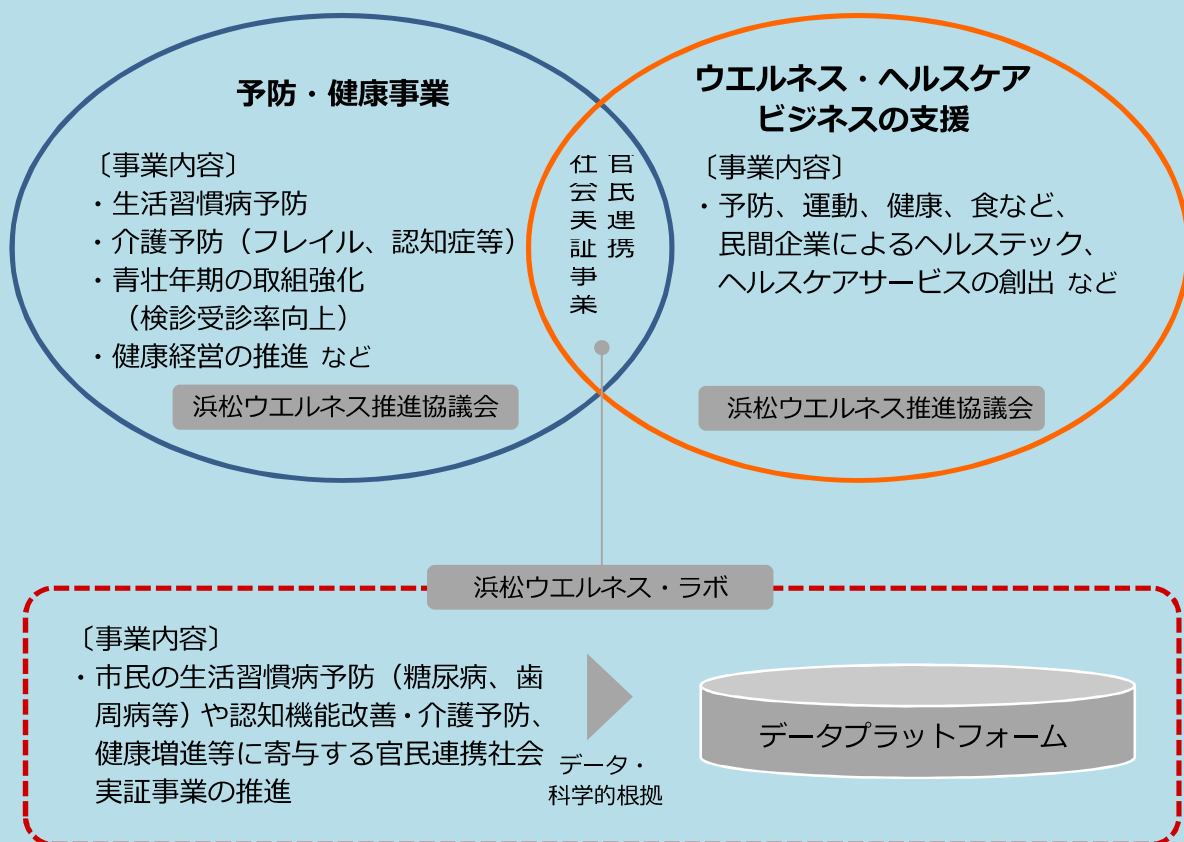 予防・健康事業
〔事業内容〕
・生活習慣病予防
・介護予防（フレイル、認知症等）
・青壮年期の取組強化
（検診受診率向上）
・健康経営の推進 など
浜松ウエルネス推進協議会
官民連携
社会実証事業
ウエルネス・ヘルスケア
ビジネスの支援
〔事業内容〕
・予防、運動、健康、食など、
民間企業によるヘルステック、
ヘルスケアサービスの創出 など
浜松ウエルネス推進協議会
浜松ウエルネス・ラボ
〔事業内容〕
・市民の生活習慣病予防（糖尿病、歯
周病等）や認知機能改善・介護予防、
健康増進等に寄与する官民連携社会
実証事業の推進
データ・
科学的根拠
データプラットフォーム